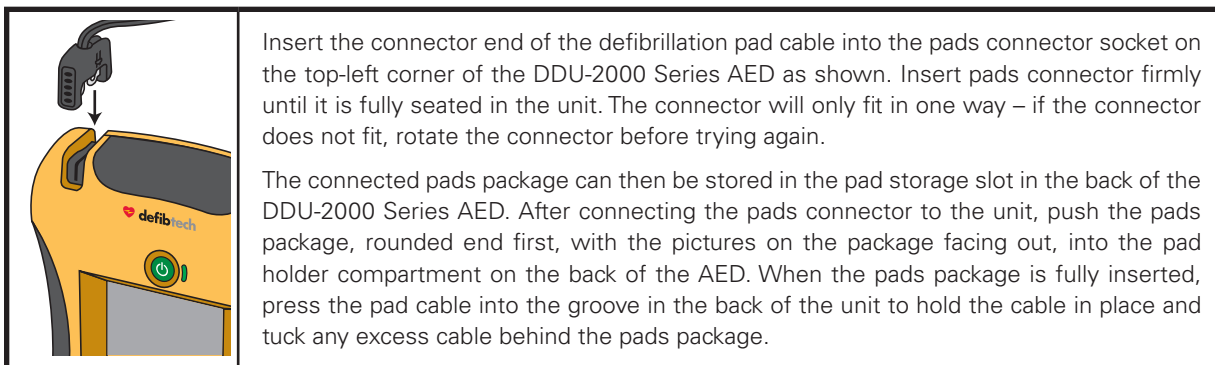 defibtech
Insert the connector end of the defibrillation pad cable into the pads connector socket on
the top-left corner of the DDU-2000 Series AED as shown. Insert pads connector firmly
until it is fully seated in the unit. The connector will only fit in one way – if the connector
does not fit, rotate the connector before trying again.
The connected pads package can then be stored in the pad storage slot in the back of the
DDU-2000 Series AED. After connecting the pads connector to the unit, push the pads
package, rounded end first, with the pictures on the package facing out, into the pad
holder compartment on the back of the AED. When the pads package is fully inserted,
press the pad cable into the groove in the back of the unit to hold the cable in place and
tuck any excess cable behind the pads package.